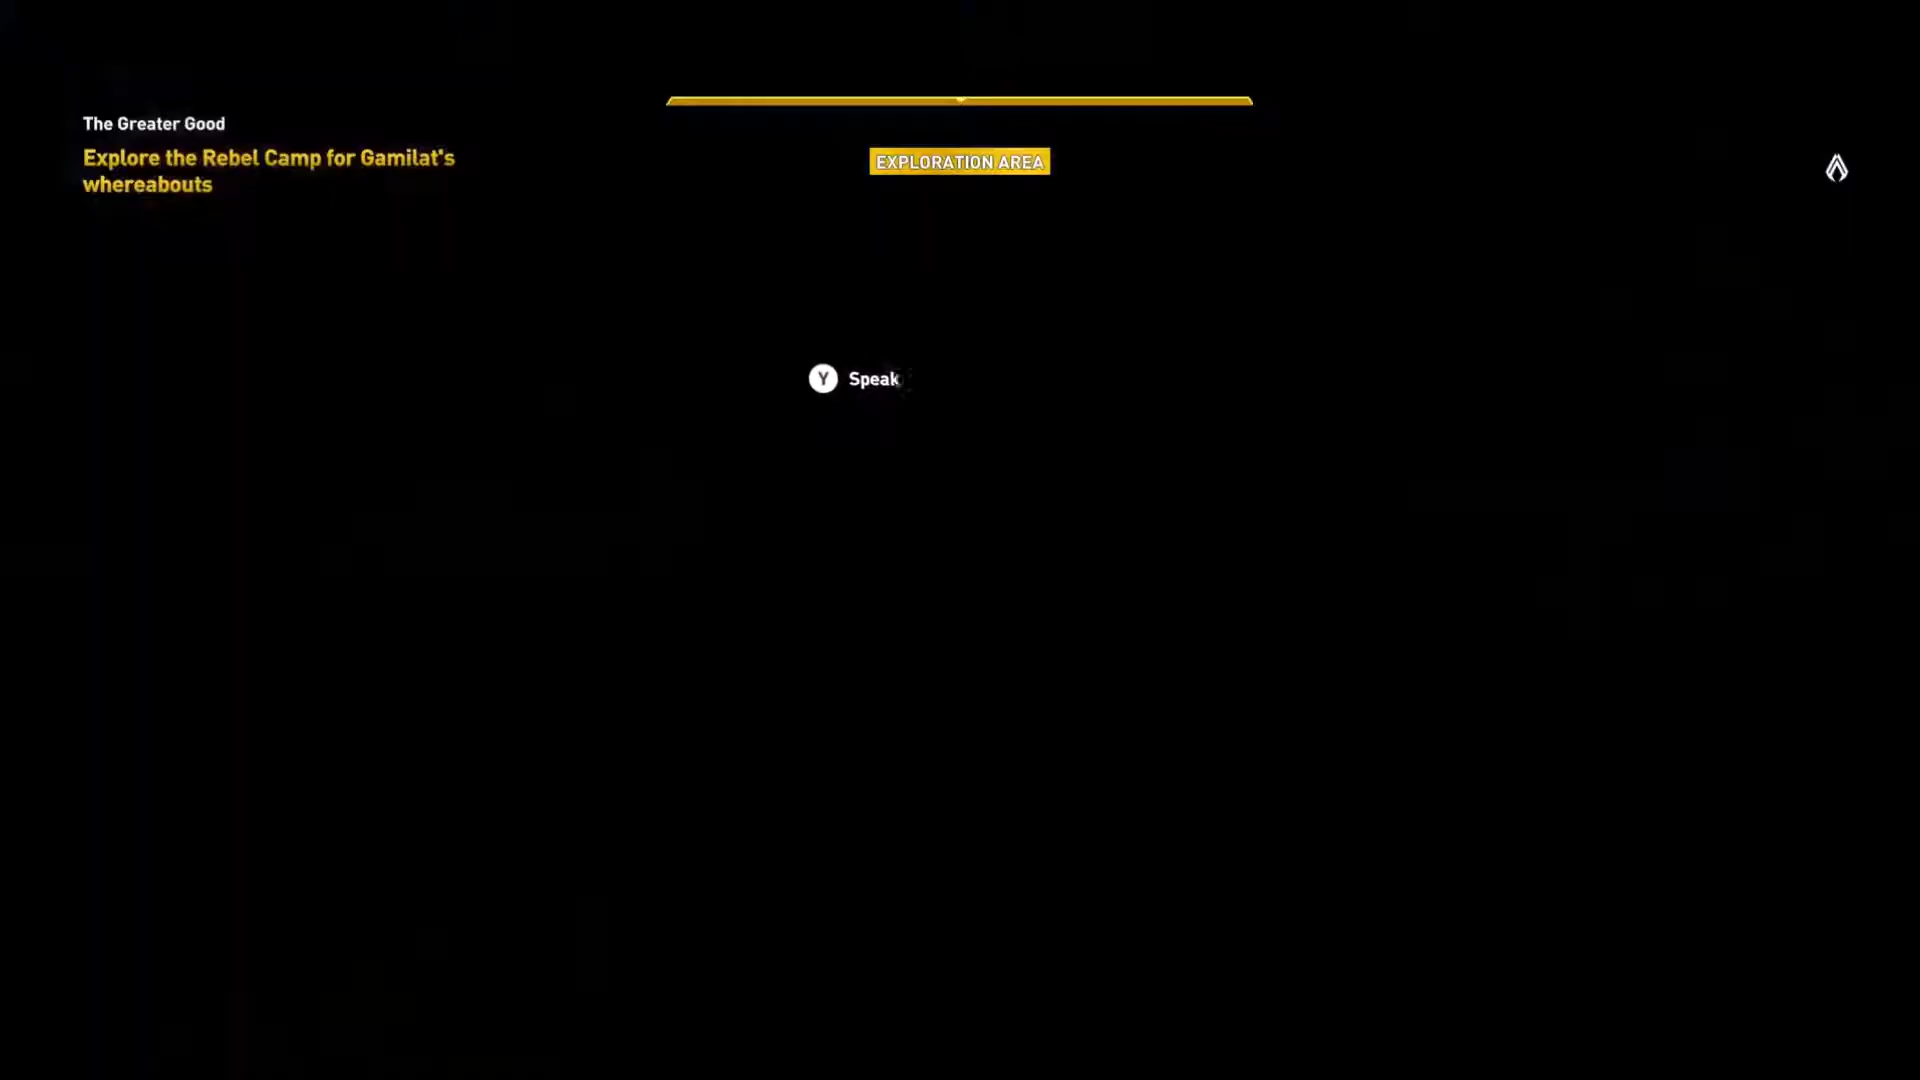 The Greater Good
Explore the Rebel Camp for Gamilat's
whereabouts
EXPLORATION AREA
Y Speak